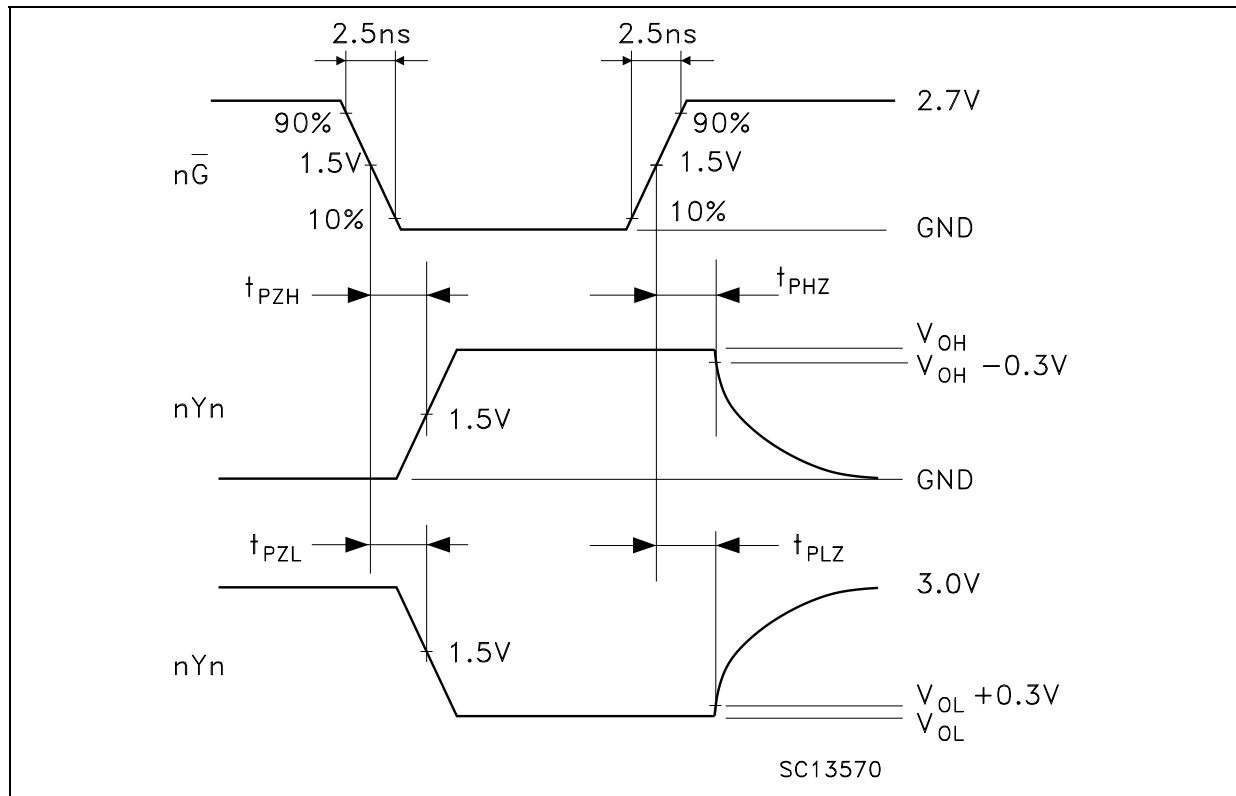 2.5ns 2.5ns
2.7V
90% 90%
nG̅ 1.5V 1.5V
10% 10%
GND
tPZH tPHZ
VOH
VOH −0.3V
nYn 1.5V
GND
tPZL tPLZ
3.0V
nYn 1.5V
VOL +0.3V
VOL
SC13570